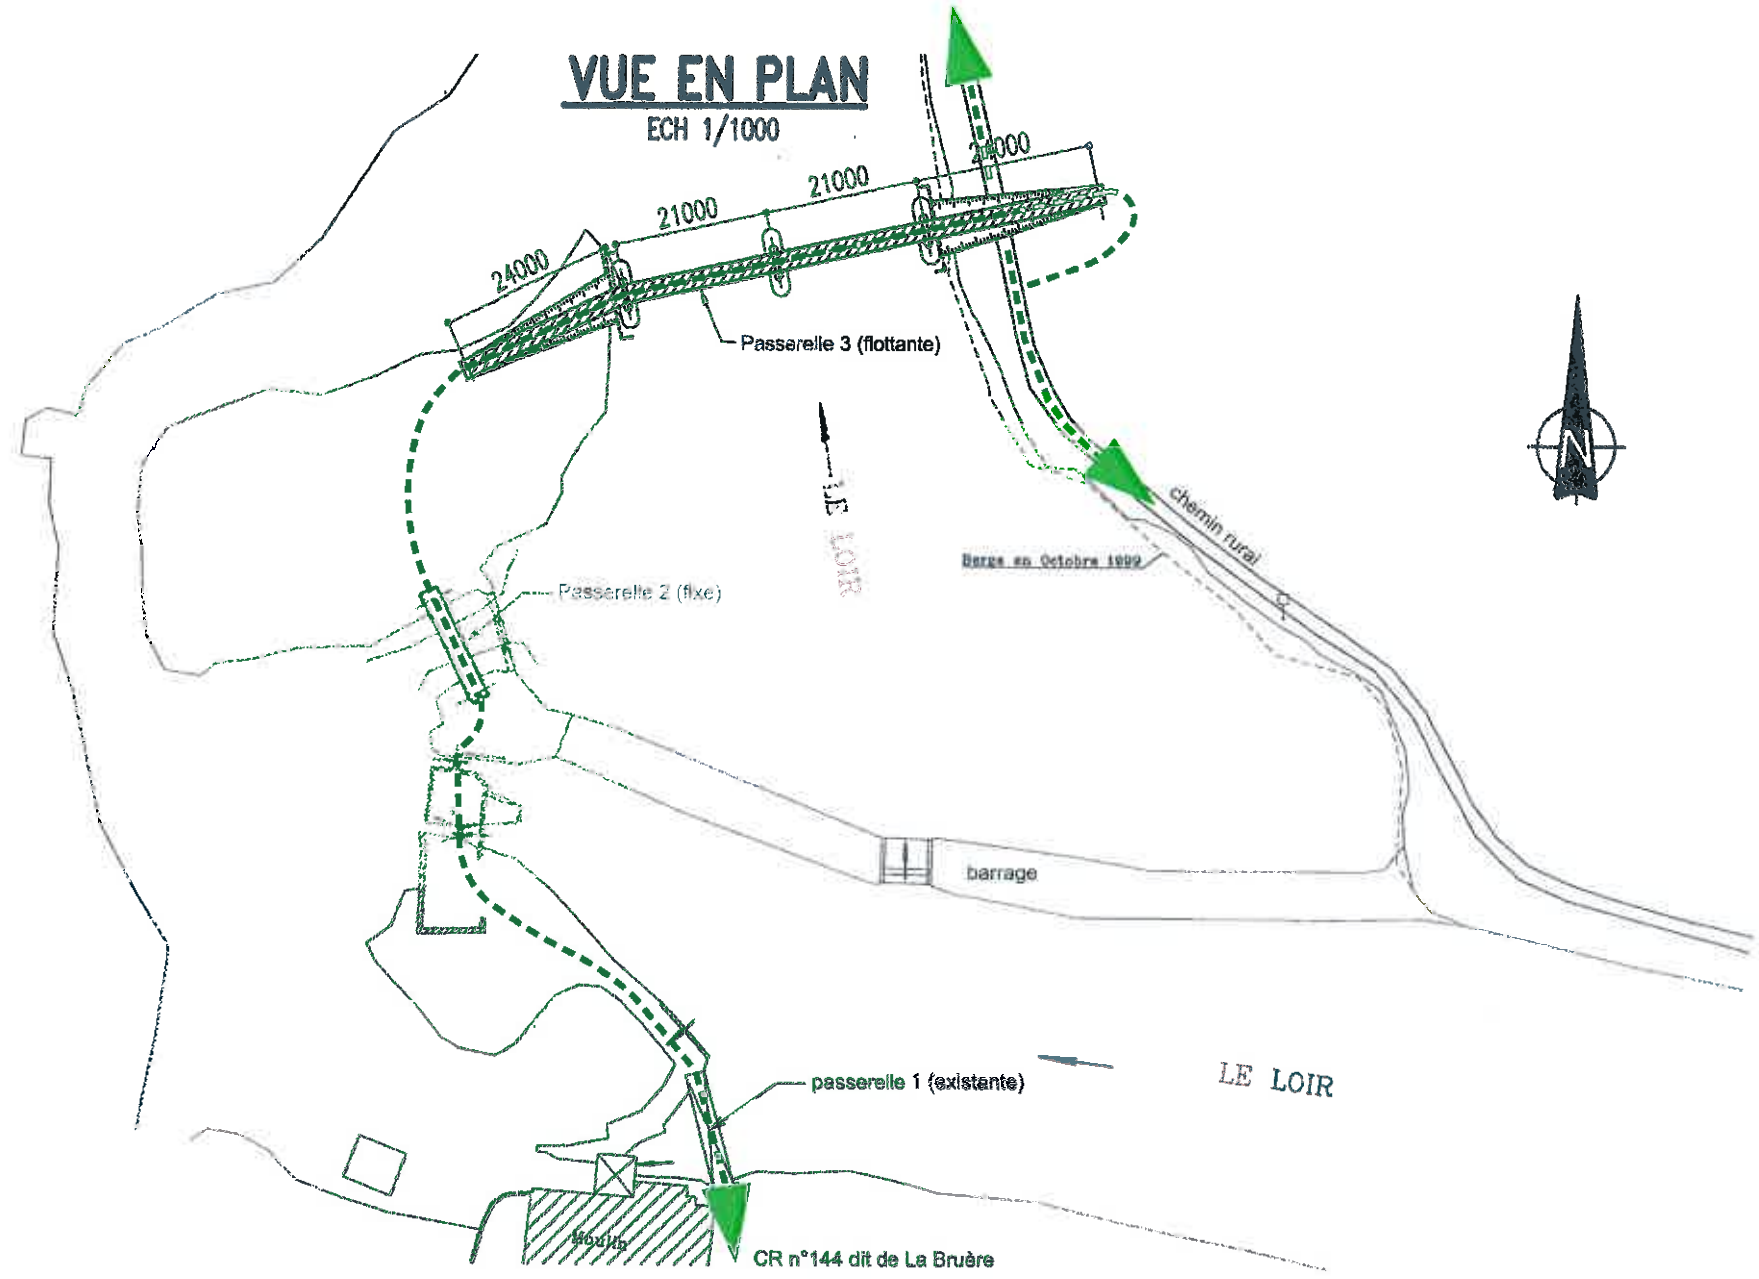 VUE EN PLAN
ECH 1/1000
21000
21000
24000
Passerelle 3 (flottante)
N
LE LOIR
chemin rural
Berge en Octobre 1999
Passerelle 2 (fixe)
barrage
LE LOIR
passerelle 1 (existante)
Moulin
CR n°144 dit de La Bruère